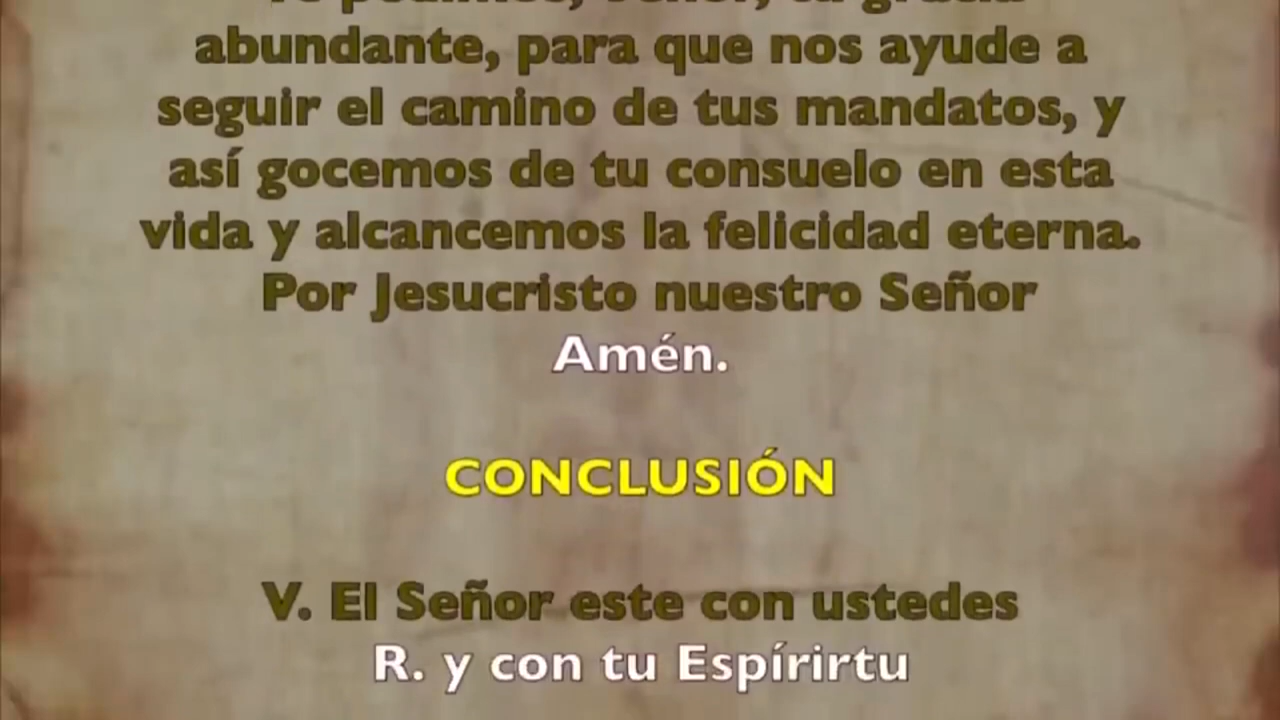 abundante, para que nos ayude a
seguir el camino de tus mandatos, y
así gocemos de tu consuelo en esta
vida y alcancemos la felicidad eterna.
Por Jesucristo nuestro Señor
Amén.
CONCLUSIÓN
V. El Señor este con ustedes
R. y con tu Espírirtu